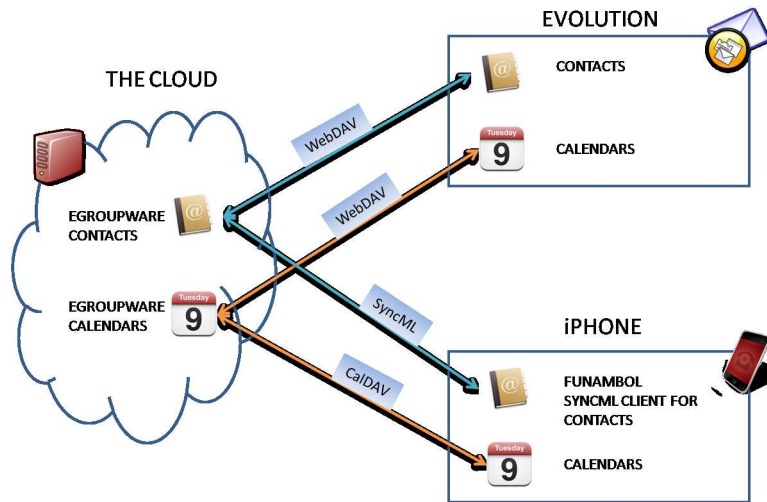 EVOLUTION
THE CLOUD
CONTACTS
WebDAV
Tuesday
9
CALENDARS
WebDAV
EGROUPWARE
CONTACTS
EGROUPWARE
CALENDARS
Tuesday
9
SyncML
iPHONE
CalDAV
FUNAMBOL
SYNCML CLIENT FOR
CONTACTS
Tuesday
9
CALENDARS